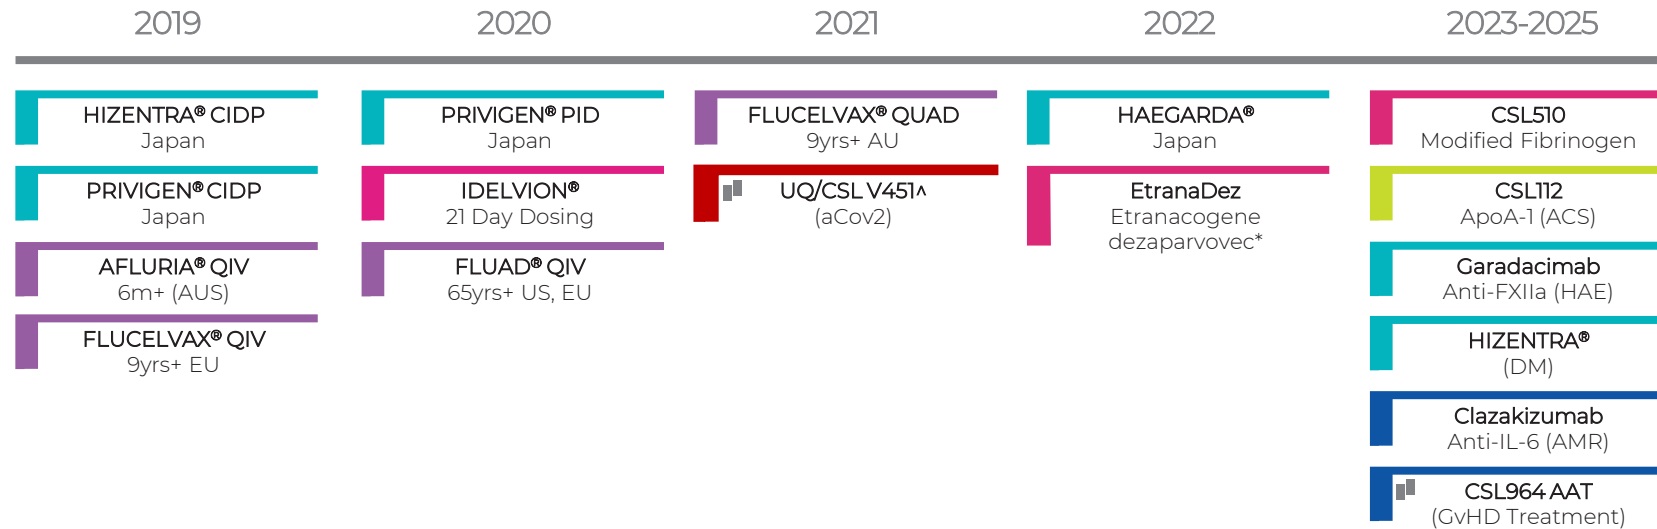 2019
2020
2021
2022
2023-2025
HIZENTRA® CIDP
Japan
PRIVIGEN® CIDP
Japan
AFLURIA® QIV
6m+ (AUS)
FLUCELVAX® QIV
9yrs+ EU
PRIVIGEN® PID
Japan
IDELVION®
21 Day Dosing
FLUAD® QIV
65yrs+ US, EU
FLUCELVAX® QUAD
9yrs+ AU
UQ/CSL V451^
(aCov2)
HAEGARDA®
Japan
EtranaDez
Etranacogene
dezaparvovec*
CSL510
Modified Fibrinogen
CSL112
ApoA-1 (ACS)
Garadacimab
Anti-FXIIa (HAE)
HIZENTRA®
(DM)
Clazakizumab
Anti-IL-6 (AMR)
CSL964 AAT
(GvHD Treatment)